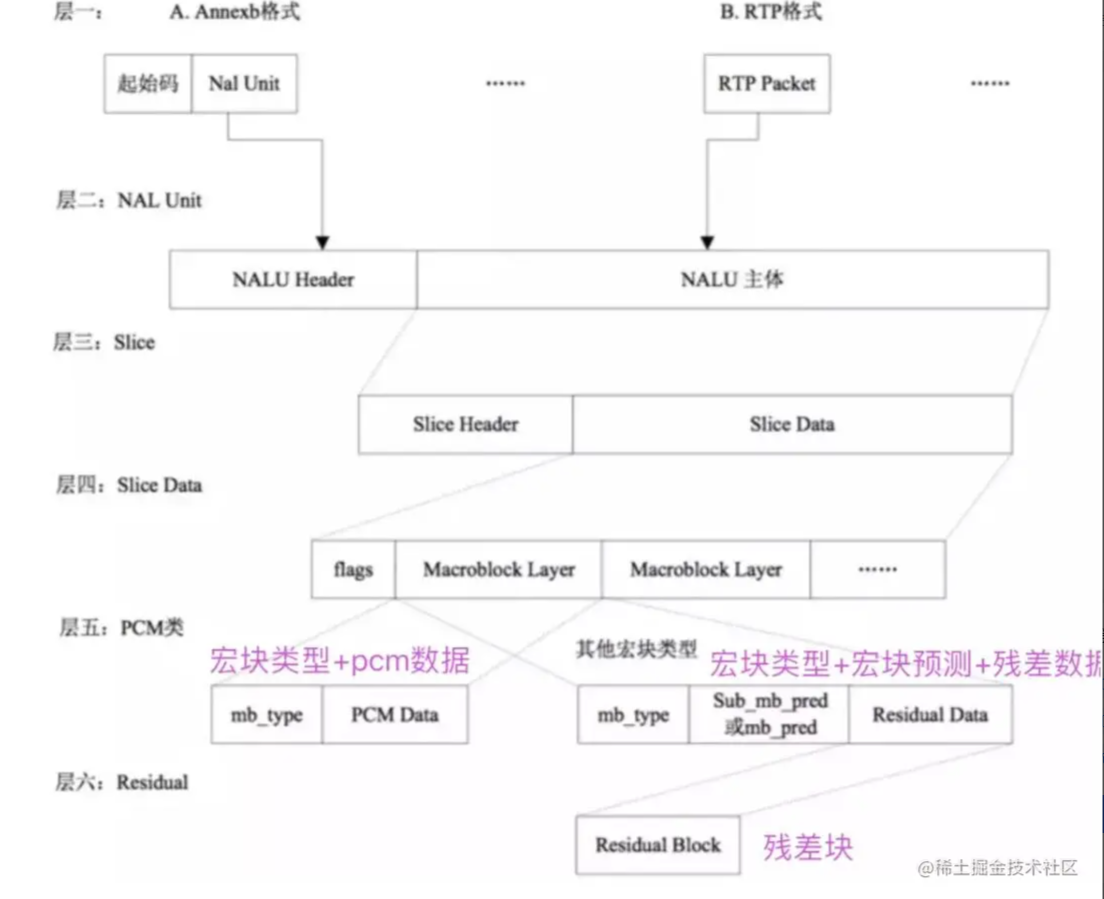 层一： A. Annexb格式 B. RTP格式
起始码 Nal Unit …… RTP Packet ……
层二：NAL Unit
NALU Header NALU 主体
层三：Slice
Slice Header Slice Data
层四：Slice Data
flags Macroblock Layer Macroblock Layer ……
层五：PCM类
其他宏块类型
宏块类型+pcm数据 宏块类型+宏块预测+残差数据
mb_type PCM Data mb_type Sub_mb_pred
或mb_pred Residual Data
层六：Residual
Residual Block 残差块
@稀土掘金技术社区